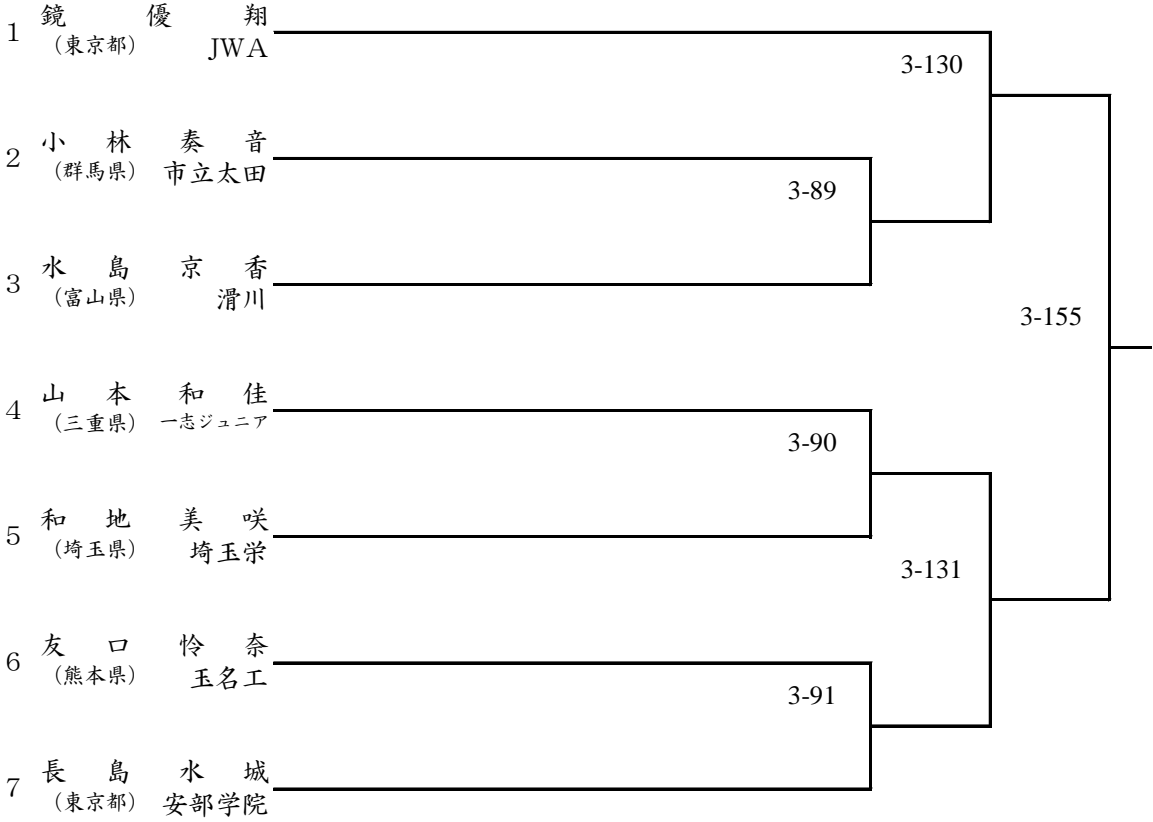 1 鏡 優 翔
(東京都) JWA
3-130
2 小 林 奏 音
(群馬県) 市立太田
3-89
3 水 島 京 香
(富山県) 滑川
3-155
4 山 本 和 佳
(三重県) 一志ジュニア
3-90
5 和 地 美 咲
(埼玉県) 埼玉栄
3-131
6 友 口 怜 奈
(熊本県) 玉名工
3-91
7 長 島 水 城
(東京都) 安部学院